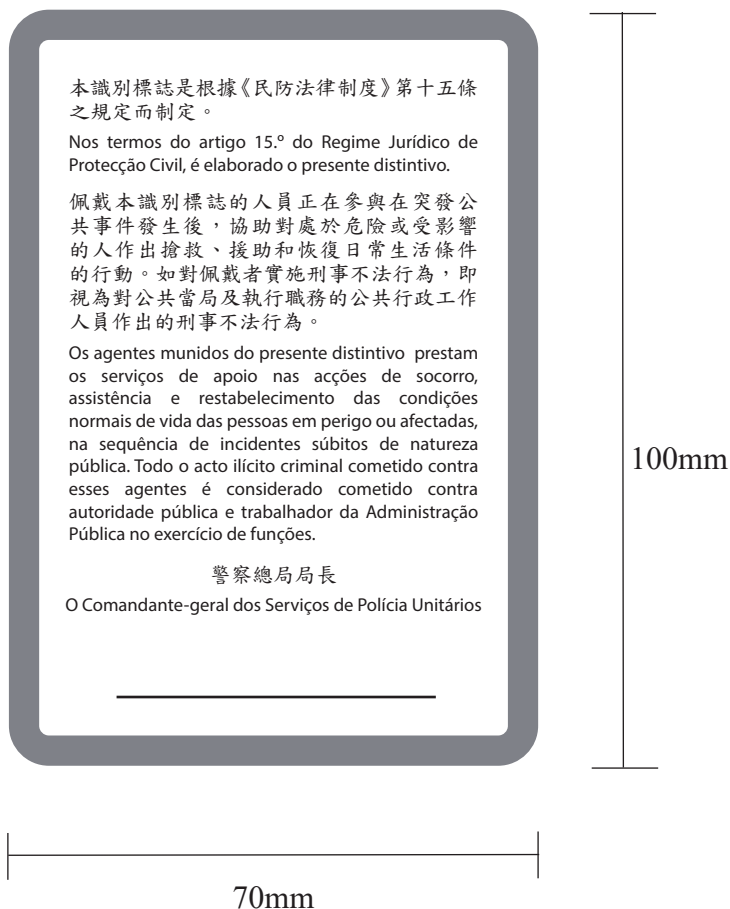 本識別標誌是根據《民防法律制度》第十五條
之規定而制定。
Nos termos do artigo 15.º do Regime Jurídico de
Protecção Civil, é elaborado o presente distintivo.
佩戴本識別標誌的人員正在參與在突發公
共事件發生後，協助對處於危險或受影響
的人作出搶救、援助和恢復日常生活條件
的行動。如對佩戴者實施刑事不法行為，即
視為對公共當局及執行職務的公共行政工作
人員作出的刑事不法行為。
Os agentes munidos do presente distintivo prestam
os serviços de apoio nas acções de socorro,
assistência e restabelecimento das condições
normais de vida das pessoas em perigo ou afectadas,
na sequência de incidentes súbitos de natureza
pública. Todo o acto ilícito criminal cometido contra
esses agentes é considerado cometido contra
autoridade pública e trabalhador da Administração
Pública no exercício de funções.
警察總局局長
O Comandante-geral dos Serviços de Polícia Unitários
100mm
70mm